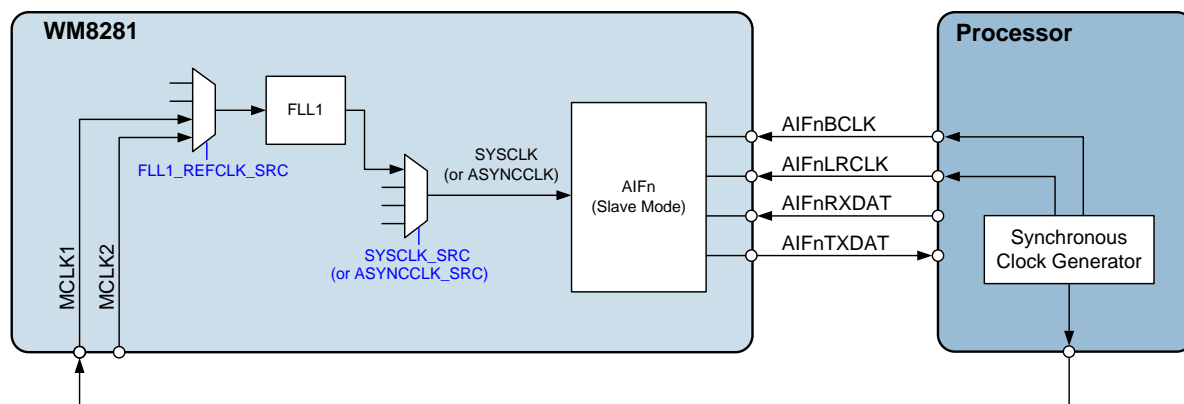 WM8281
Processor
FLL1
FLL1_REFCLK_SRC
SYSCLK
(or ASYNCCLK)
SYSCLK_SRC
(or ASYNCCLK_SRC)
AIFn
(Slave Mode)
AIFnBCLK
AIFnLRCLK
AIFnRXDAT
AIFnTXDAT
Synchronous
Clock Generator
MCLK1
MCLK2